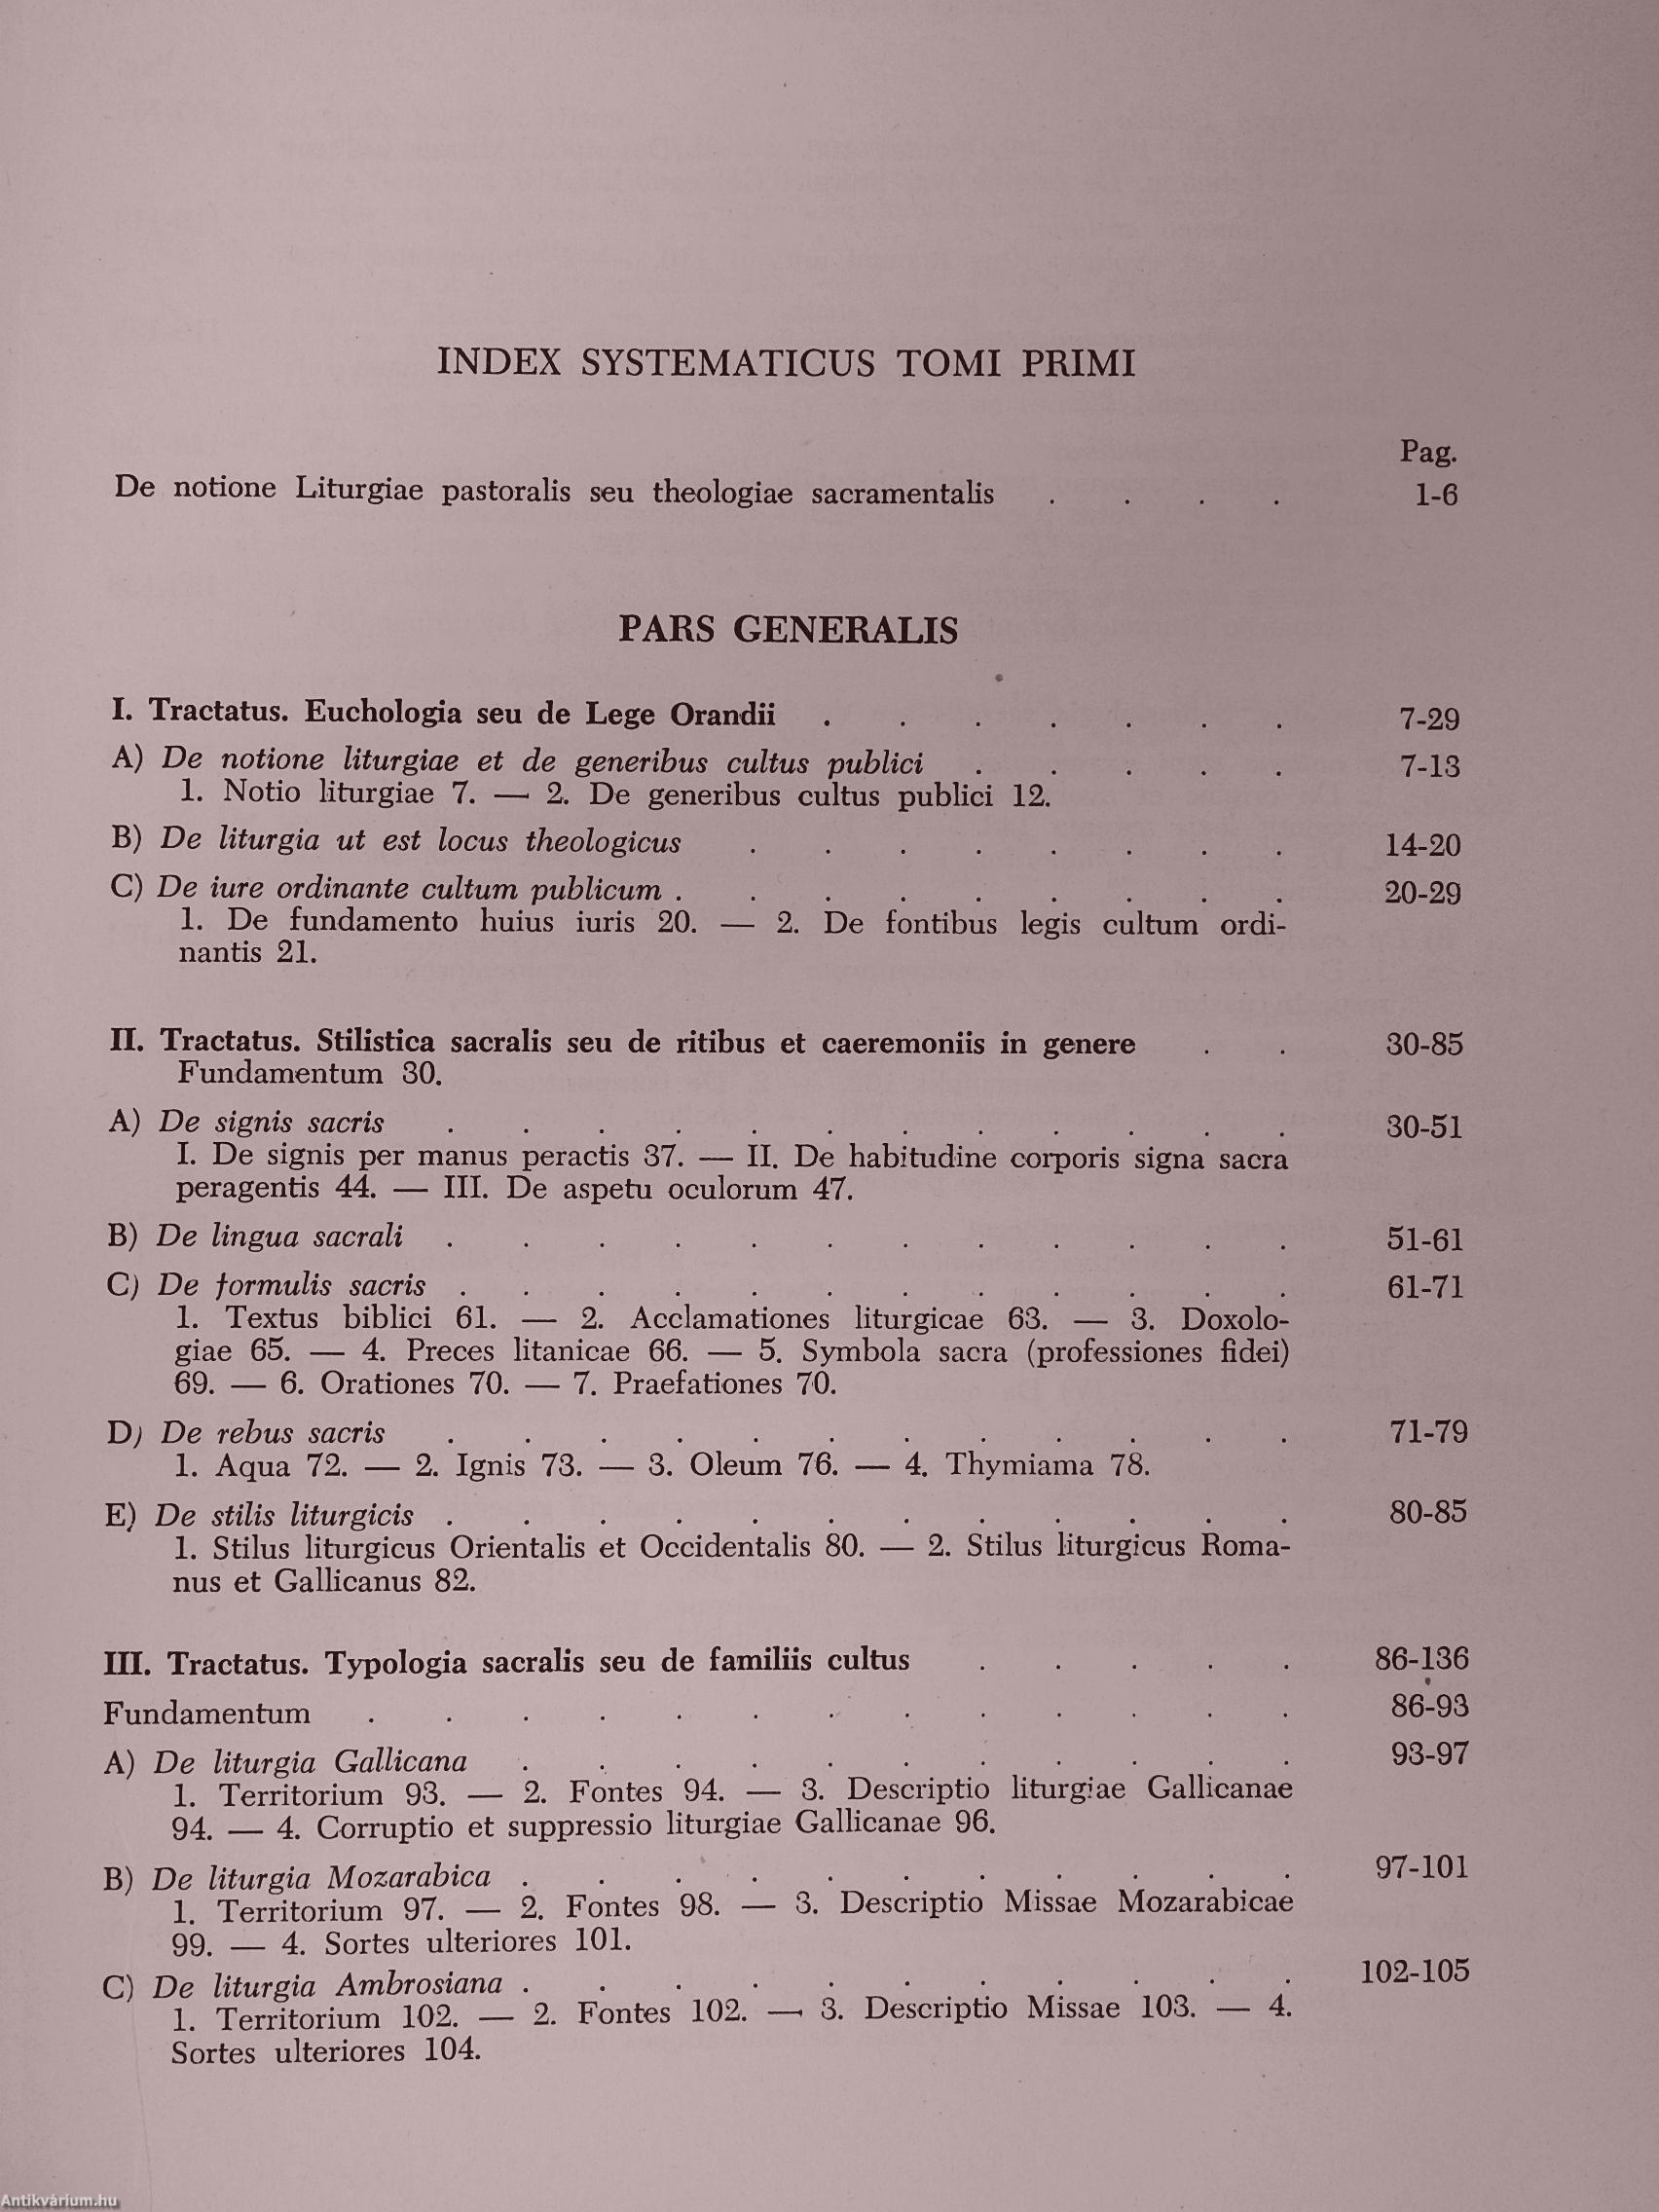 INDEX SYSTEMATICUS TOMI PRIMI
Pag.
De notione Liturgiae pastoralis seu theologiae sacramentalis . . . . 1-6
PARS GENERALIS
I. Tractatus. Euchologia seu de Lege Orandii . . . . . . . 7-29
A) De notione liturgiae et de generibus cultus publici . . . . . 7-13
1. Notio liturgiae 7. — 2. De generibus cultus publici 12.
B) De liturgia ut est locus theologicus . . . . . . . . 14-20
C) De iure ordinante cultum publicum . . . . . . . . . 20-29
1. De fundamento huius iuris 20. — 2. De fontibus legis cultum ordi-
nantis 21.
II. Tractatus. Stilistica sacralis seu de ritibus et caeremoniis in genere . . 30-85
Fundamentum 30.
A) De signis sacris . . . . . . . . . . . . 30-51
I. De signis per manus peractis 37. — II. De habitudine corporis signa sacra
peragentis 44. — III. De aspetu oculorum 47.
B) De lingua sacrali . . . . . . . . . . . . 51-61
C) De formulis sacris . . . . . . . . . . . . 61-71
1. Textus biblici 61. — 2. Acclamationes liturgicae 63. — 3. Doxolo-
giae 65. — 4. Preces litanicae 66. — 5. Symbola sacra (professiones fidei)
69. — 6. Orationes 70. — 7. Praefationes 70.
D) De rebus sacris . . . . . . . . . . . . 71-79
1. Aqua 72. — 2. Ignis 73. — 3. Oleum 76. — 4. Thymiama 78.
E) De stilis liturgicis . . . . . . . . . . . . 80-85
1. Stilus liturgicus Orientalis et Occidentalis 80. — 2. Stilus liturgicus Roma-
nus et Gallicanus 82.
III. Tractatus. Typologia sacralis seu de familiis cultus . . . . . 86-136
Fundamentum . . . . . . . . . . . . . 86-93
A) De liturgia Gallicana . . . . . . . . . . . 93-97
1. Territorium 93. — 2. Fontes 94. — 3. Descriptio liturgiae Gallicanae
94. — 4. Corruptio et suppressio liturgiae Gallicanae 96.
B) De liturgia Mozarabica . . . . . . . . . . . 97-101
1. Territorium 97. — 2. Fontes 98. — 3. Descriptio Missae Mozarabicae
99. — 4. Sortes ulteriores 101.
C) De liturgia Ambrosiana . . . . . . . . . . . 102-105
1. Territorium 102. — 2. Fontes 102. — 3. Descriptio Missae 103. — 4.
Sortes ulteriores 104.
Antikvárium.hu